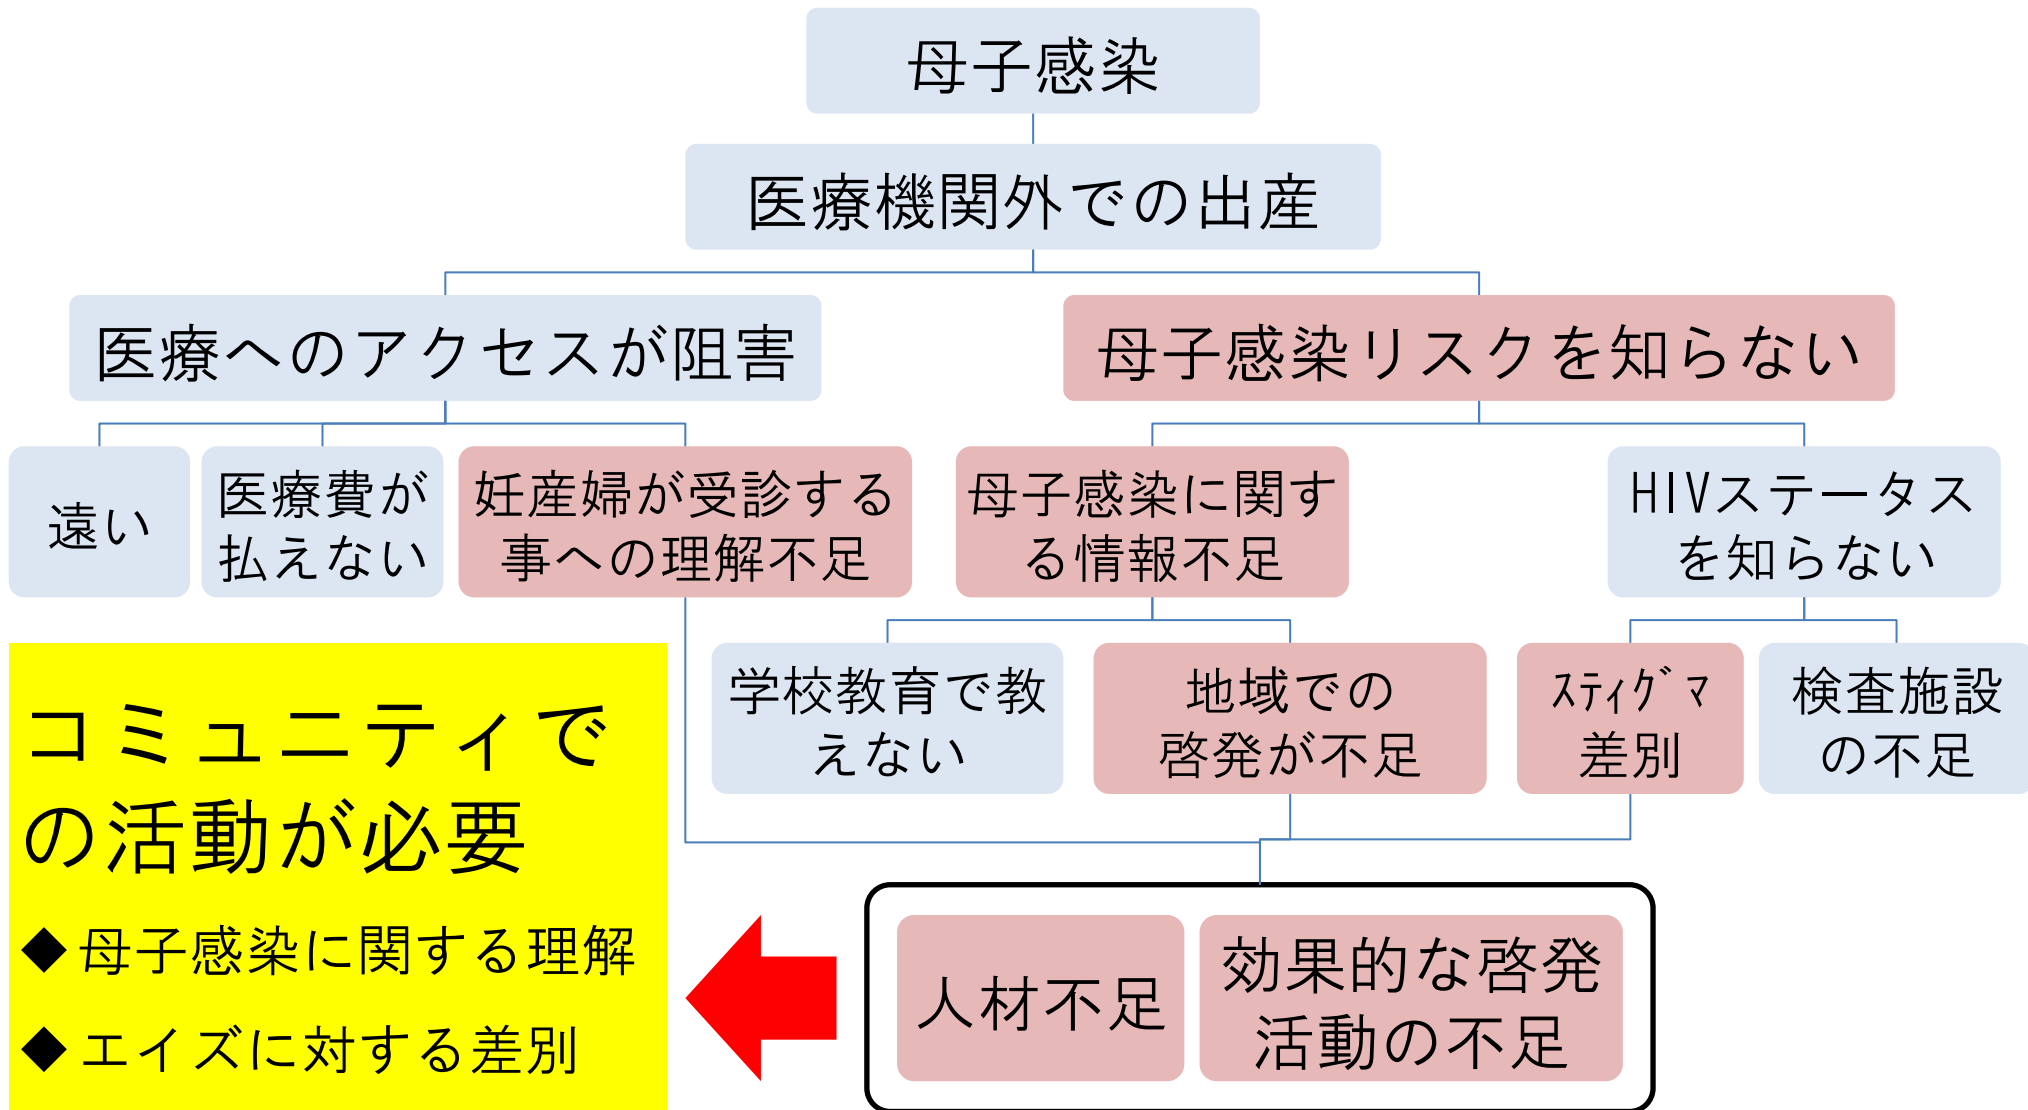 母子感染
医療機関外での出産
医療へのアクセスが阻害
母子感染リスクを知らない
遠い
医療費が
払えない
妊産婦が受診する
事への理解不足
母子感染に関す
る情報不足
HIVステータス
を知らない
学校教育で教
えない
地域での
啓発が不足
ｽﾃｨｸﾞﾏ
差別
検査施設
の不足
人材不足
効果的な啓発
活動の不足
コミュニティで
の活動が必要
◆ 母子感染に関する理解
◆ エイズに対する差別